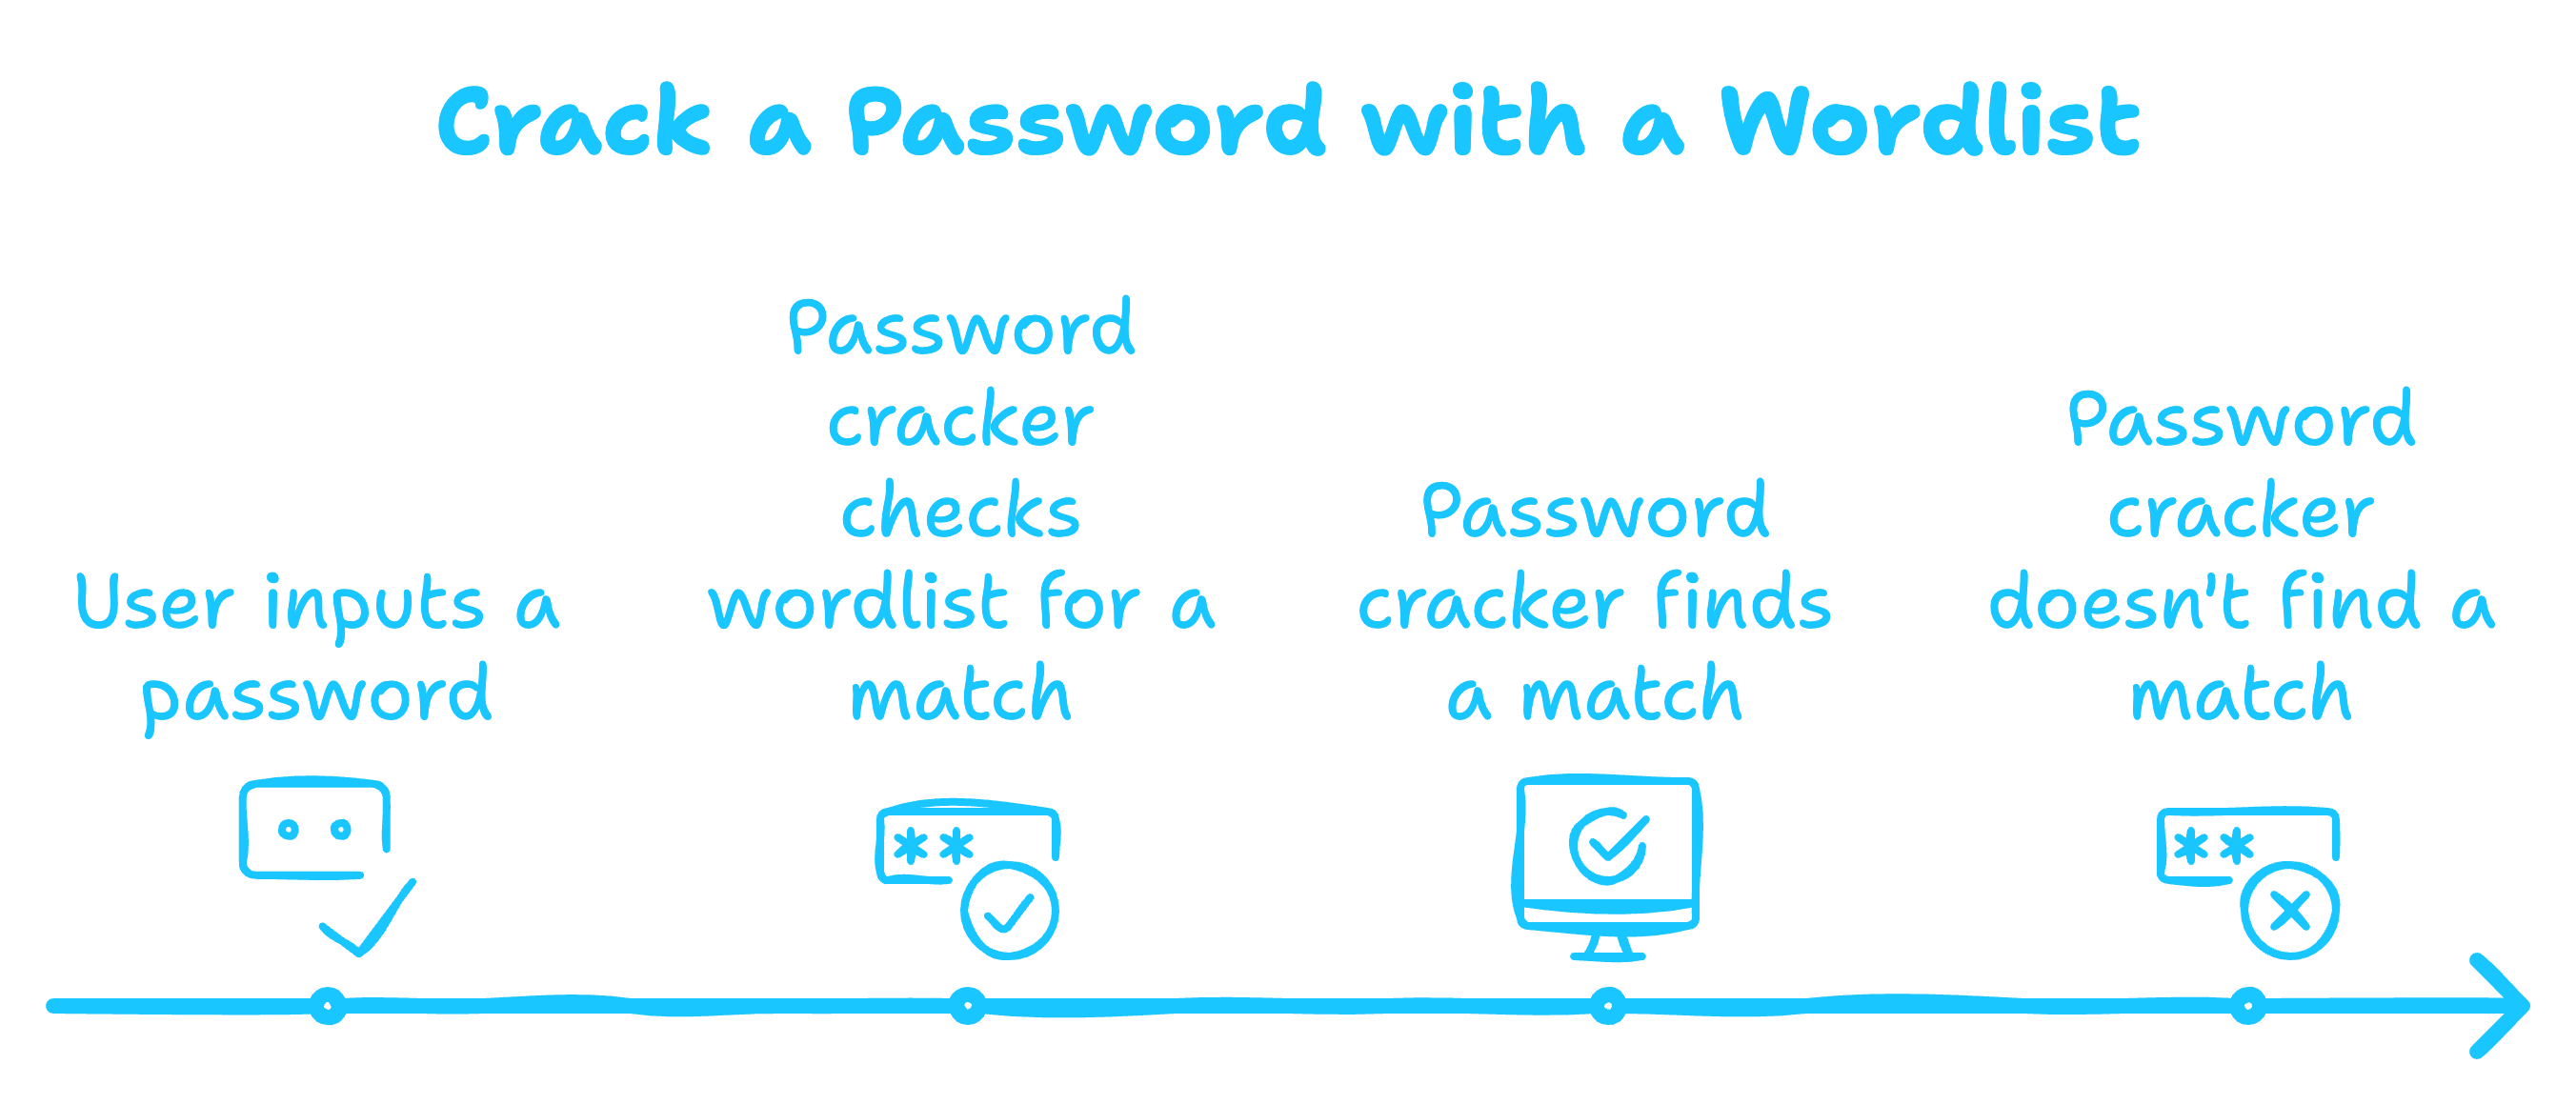 Crack a Password with a Wordlist
User inputs a
password
Password
cracker
checks
wordlist for a
match
Password
cracker finds
a match
Password
cracker
doesn't find a
match